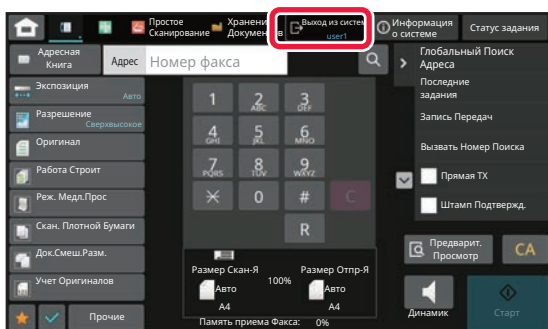 Простое Сканирование
Хранени Документов
Выход из систем
user1
Информация о системе
Статус задания
Адресная Книга
Адрес
Номер факса
Глобальный Поиск Адреса
Экспозиция
Авто
Разрешение
Сверхвысокое
Оригинал
Работа Строит
Реж. Медл.Прос
Скан. Плотной Бумаги
Док.Смеш.Разм.
Учет Оригиналов
Прочие
1
2
ABC
3
DEF
4
GHI
5
JKL
6
MNO
7
PQRS
8
TUV
9
WXYZ
0
#
C
R
Размер Скан-Я
Авто
A4
100%
Размер Отпр-Я
Авто
A4
Память приема Факса: 0%
Последние задания
Запись Передач
Вызвать Номер Поиска
Прямая TX
Штамп Подтвержд.
Предварит. Просмотр
CA
Динамик
Старт